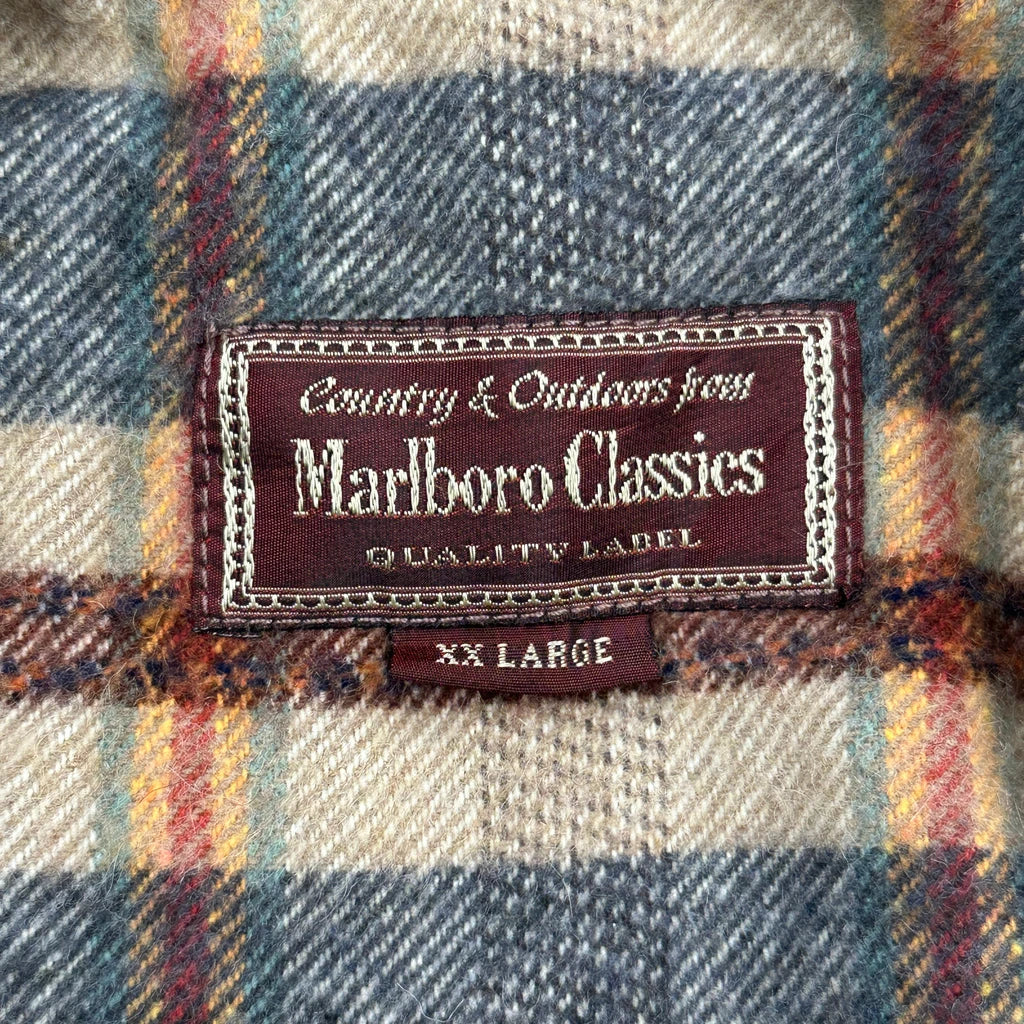 Country & Outdoors from
Marlboro Classics
QUALITY LABEL
XX LARGE